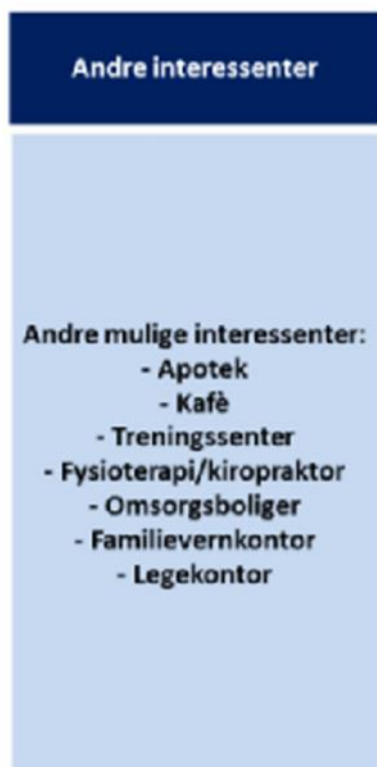 Andre interessenter
Andre mulige interessenter:
- Apotek
- Kafè
- Treningssenter
- Fysioterapi/kiropraktor
- Omsorgsboliger
- Familievernkontor
- Legekontor